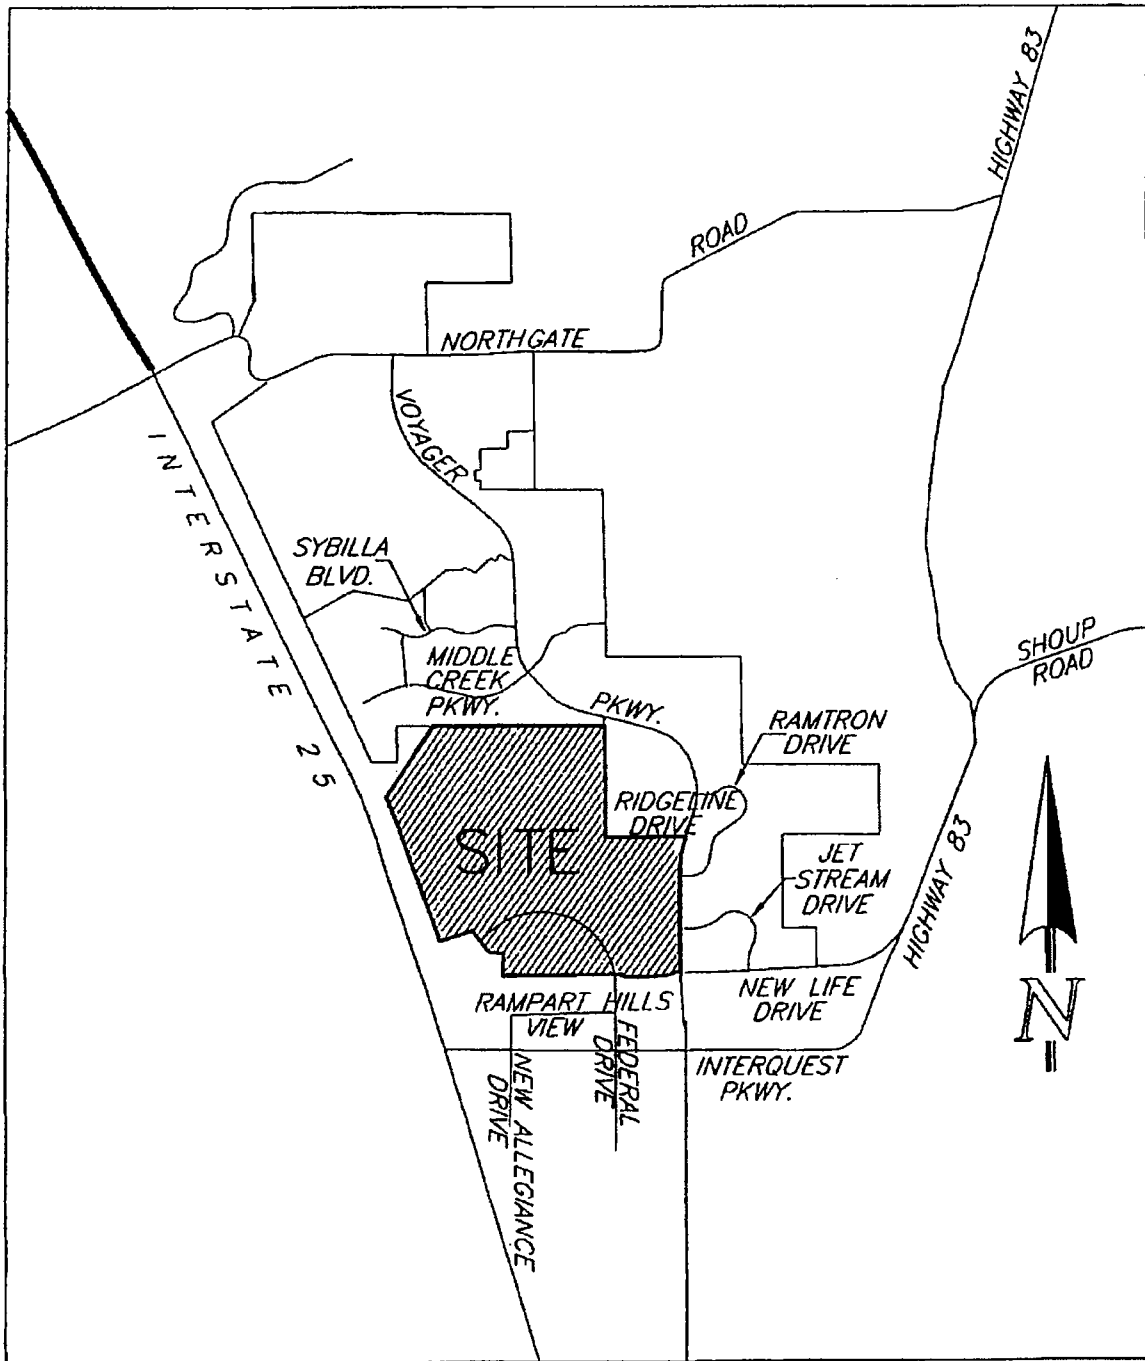 HIGHWAY 83
ROAD
NORTHGATE
VOYAGER
INTERSTATE 25
SYBILLA
BLVD.
MIDDLE
CREEK
PKWY.
PKWY.
SHOUP
ROAD
RAMTRON
DRIVE
RIDGELINE
DRIVE
SITE
JET
STREAM
DRIVE
HIGHWAY 83
RAMPART HILLS
VIEW
NEW LIFE
DRIVE
FEDERAL
DRIVE
INTERQUEST
PKWY.
NEW ALLEGIANCE
DRIVE
N